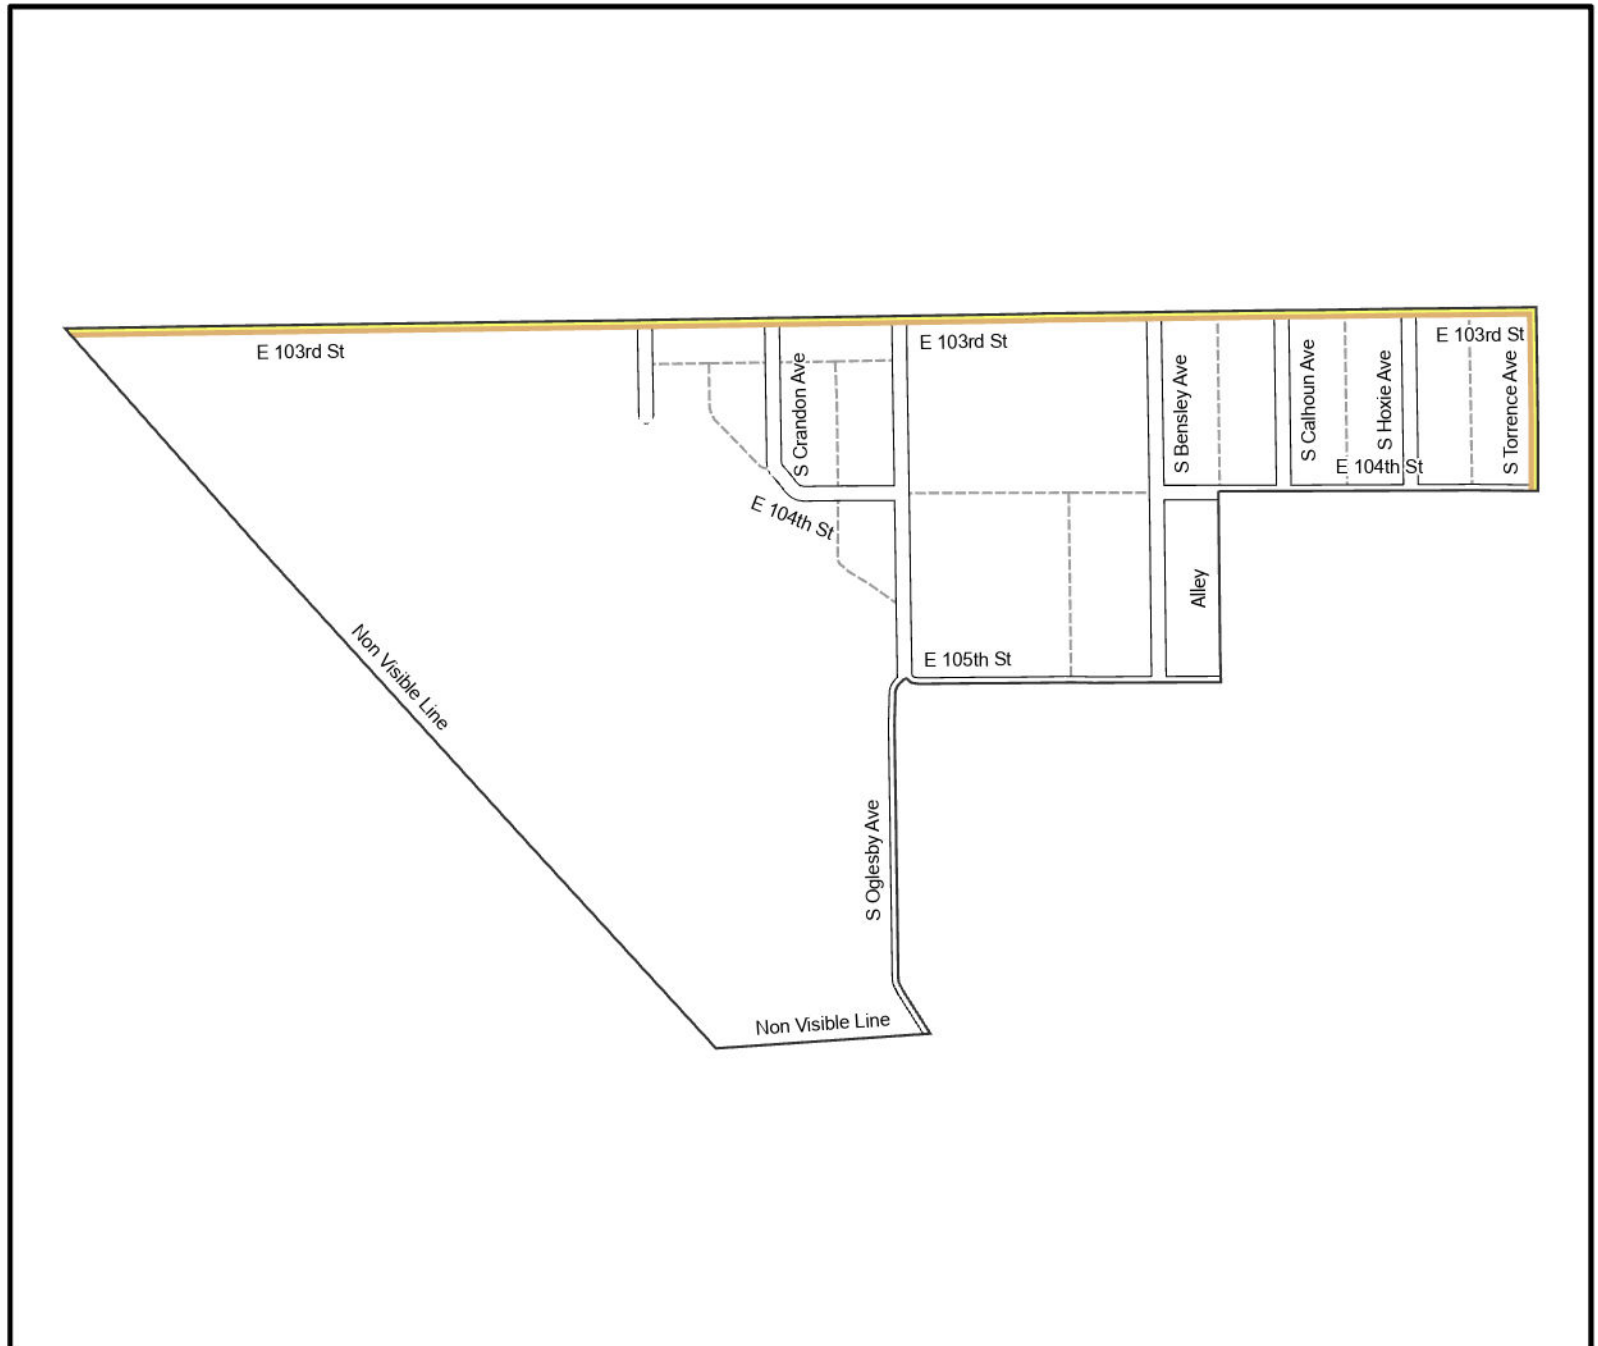 E 103rd St
E 103rd St
E 103rd St
S Crandon Ave
S Bensley Ave
S Calhoun Ave
S Hoxie Ave
S Torrence Ave
E 104th St
E 104th St
Alley
Non Visible Line
E 105th St
S Oglesby Ave
Non Visible Line